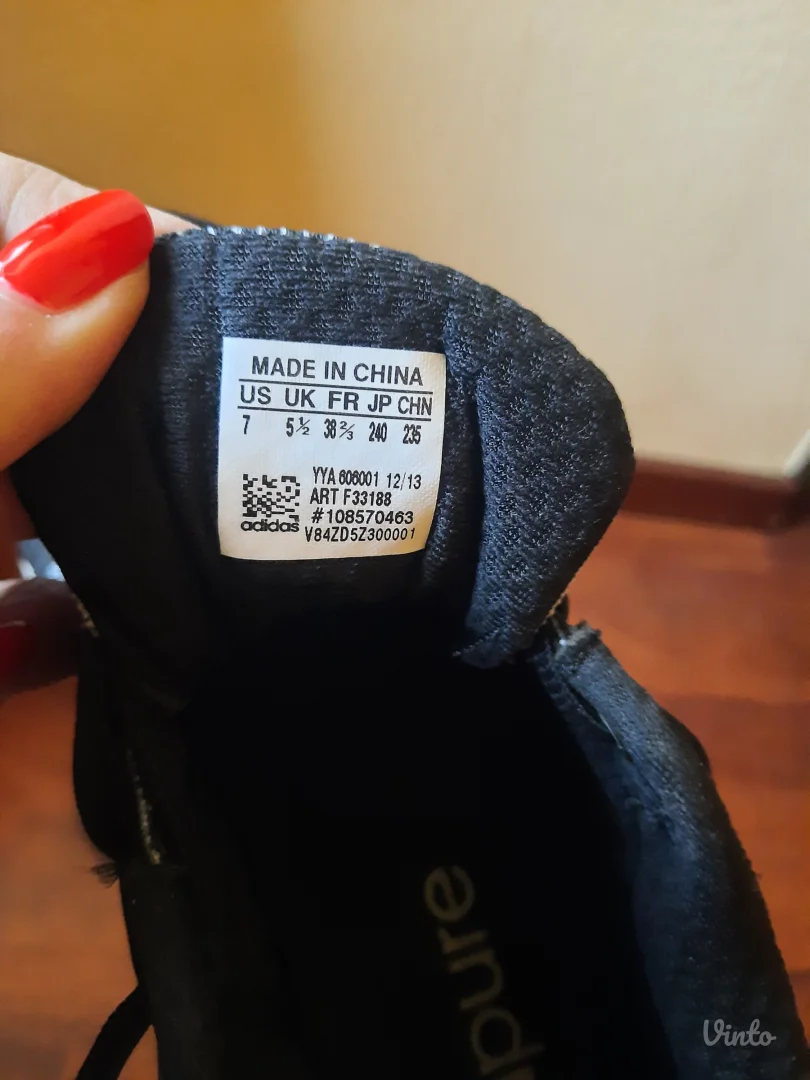 MADE IN CHINA
US UK FR JP CHN
7 5½ 38⅔ 240 235
YYA 606001 12/13
ART F33188
#108570463
adidas V84ZD5Z300001
pure
Vinto